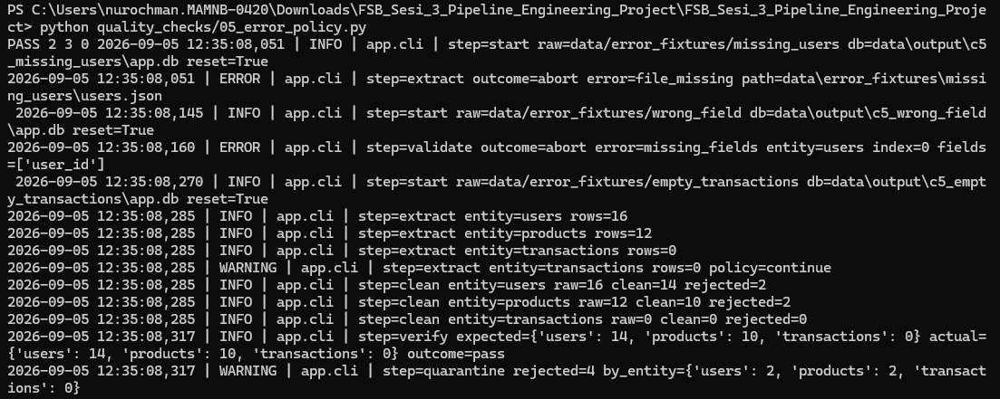 PS C:\Users\nurochman.MAMNB-0420\Downloads\FSB_Sesi_3_Pipeline_Engineering_Project\FSB_Sesi_3_Pipeline_Engineering_Proje
ct> python quality_checks/05_error_policy.py
PASS 2 3 0 2026-09-05 12:35:08,051 | INFO | app.cli | step=start raw=data/error_fixtures/missing_users db=data\output\c5
_missing_users\app.db reset=True
2026-09-05 12:35:08,051 | ERROR | app.cli | step=extract outcome=abort error=file_missing path=data\error_fixtures\missi
ng_users\users.json
 2026-09-05 12:35:08,145 | INFO | app.cli | step=start raw=data/error_fixtures/wrong_field db=data\output\c5_wrong_field
\app.db reset=True
2026-09-05 12:35:08,160 | ERROR | app.cli | step=validate outcome=abort error=missing_fields entity=users index=0 fields
=['user_id']
 2026-09-05 12:35:08,270 | INFO | app.cli | step=start raw=data/error_fixtures/empty_transactions db=data\output\c5_empt
y_transactions\app.db reset=True
2026-09-05 12:35:08,285 | INFO | app.cli | step=extract entity=users rows=16
2026-09-05 12:35:08,285 | INFO | app.cli | step=extract entity=products rows=12
2026-09-05 12:35:08,285 | INFO | app.cli | step=extract entity=transactions rows=0
2026-09-05 12:35:08,285 | WARNING | app.cli | step=extract entity=transactions rows=0 policy=continue
2026-09-05 12:35:08,285 | INFO | app.cli | step=clean entity=users raw=16 clean=14 rejected=2
2026-09-05 12:35:08,285 | INFO | app.cli | step=clean entity=products raw=12 clean=10 rejected=2
2026-09-05 12:35:08,285 | INFO | app.cli | step=clean entity=transactions raw=0 clean=0 rejected=0
2026-09-05 12:35:08,317 | INFO | app.cli | step=verify expected={'users': 14, 'products': 10, 'transactions': 0} actual=
{'users': 14, 'products': 10, 'transactions': 0} outcome=pass
2026-09-05 12:35:08,317 | WARNING | app.cli | step=quarantine rejected=4 by_entity={'users': 2, 'products': 2, 'transact
ions': 0}